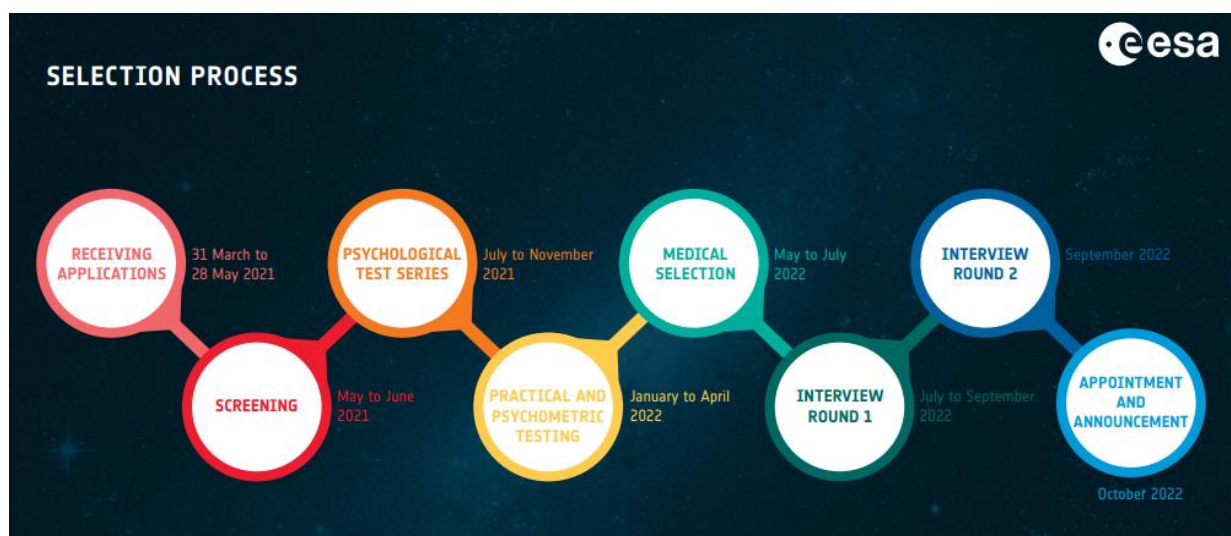 esa
SELECTION PROCESS
RECEIVING
APPLICATIONS
31 March to
28 May 2021
SCREENING
May to June
2021
PSYCHOLOGICAL
TEST SERIES
July to November
2021
PRACTICAL AND
PSYCHOMETRIC
TESTING
January to April
2022
MEDICAL
SELECTION
May to July
2022
INTERVIEW
ROUND 1
July to September
2022
INTERVIEW
ROUND 2
September 2022
APPOINTMENT
AND
ANNOUNCEMENT
October 2022